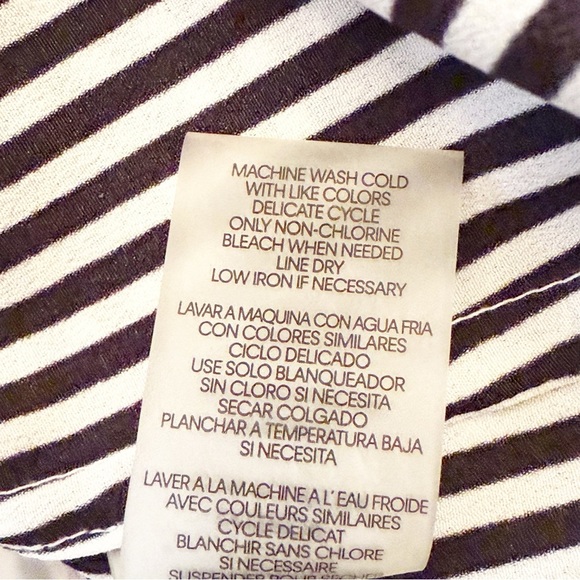 MACHINE WASH COLD
WITH LIKE COLORS
DELICATE CYCLE
ONLY NON-CHLORINE
BLEACH WHEN NEEDED
LINE DRY
LOW IRON IF NECESSARY
LAVAR A MAQUINA CON AGUA FRIA
CON COLORES SIMILARES
CICLO DELICADO
USE SOLO BLANQUEADOR
SIN CLORO SI NECESITA
SECAR COLGADO
PLANCHAR A TEMPERATURA BAJA
SI NECESITA
LAVER A LA MACHINE A L'EAU FROIDE
AVEC COULEURS SIMILAIRES
CYCLE DELICAT
BLANCHIR SANS CHLORE
SI NECESSAIRE
SUSPENDER POUR